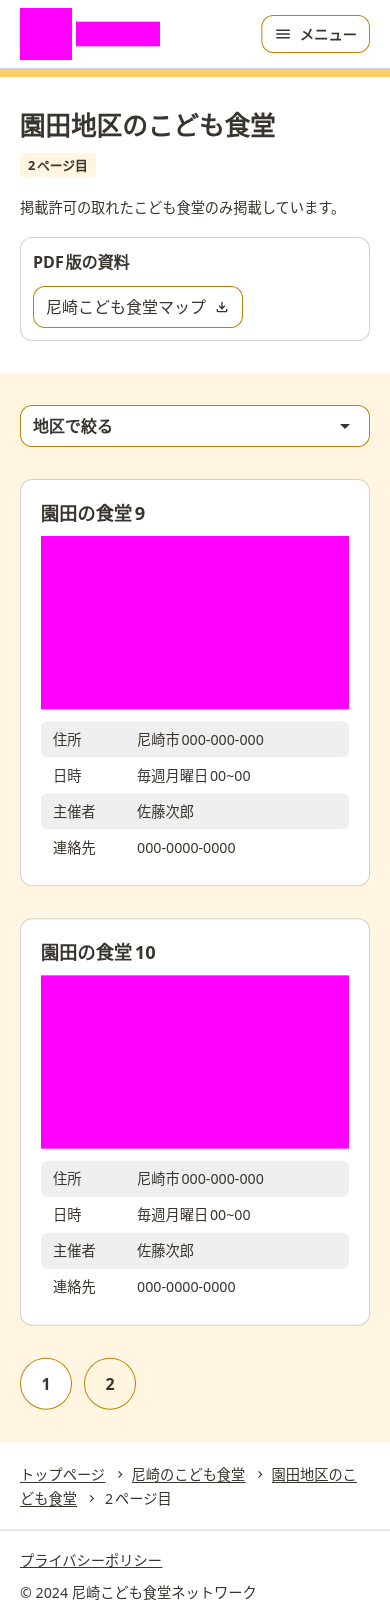 メニュー
園田地区のこども食堂
2ページ目
掲載許可の取れたこども食堂のみ掲載しています。
PDF版の資料
尼崎こども食堂マップ
地区で絞る
園田の食堂9
住所 尼崎市000-000-000
日時 毎週月曜日00~00
主催者 佐藤次郎
連絡先 000-0000-0000
園田の食堂10
住所 尼崎市000-000-000
日時 毎週月曜日00~00
主催者 佐藤次郎
連絡先 000-0000-0000
1 2
トップページ > 尼崎のこども食堂 > 園田地区のこ
ども食堂 > 2ページ目
プライバシーポリシー
© 2024 尼崎こども食堂ネットワーク